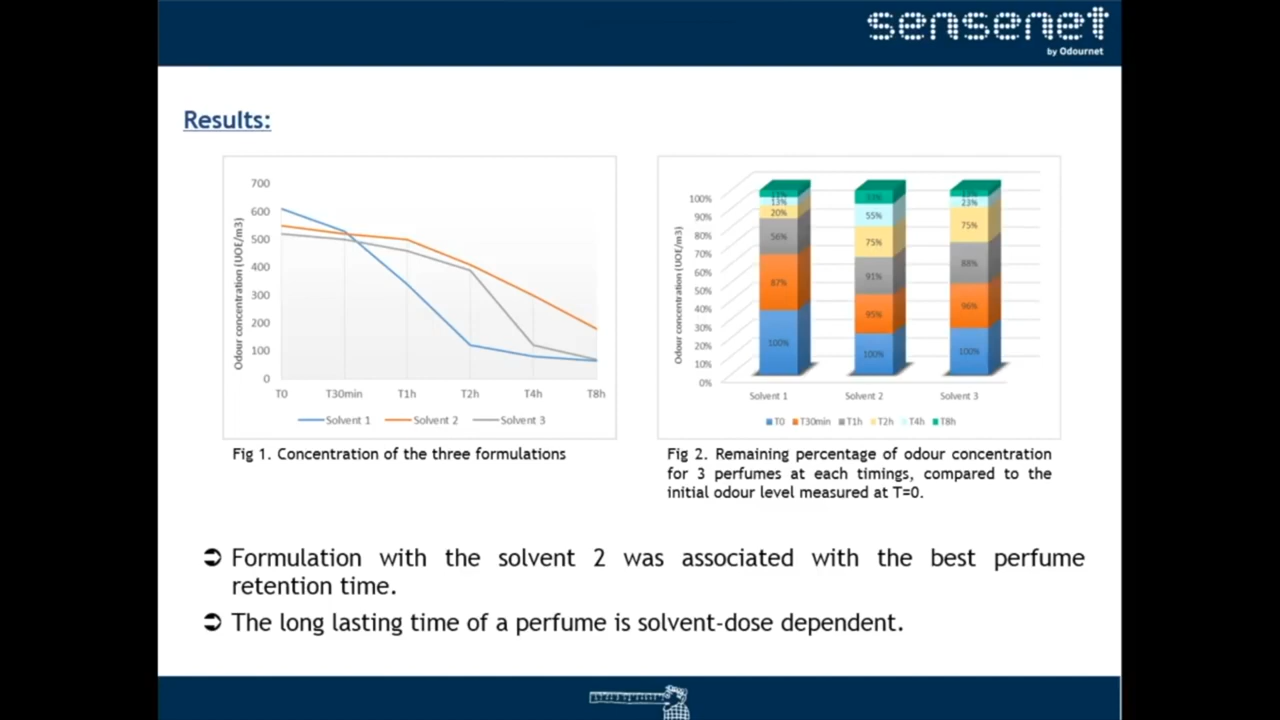 sensenet
by Odournet
Results:
700
600
500
400
300
200
100
0
Odour concentration (UOE/m3)
T0 T30min T1h T2h T4h T8h
Solvent 1 Solvent 2 Solvent 3
Fig 1. Concentration of the three formulations
100%
90%
80%
70%
60%
50%
40%
30%
20%
10%
0%
Odour concentration (UOE/m3)
11%
13%
20%
56%
87%
100%
33%
55%
75%
91%
95%
100%
23%
75%
88%
96%
100%
Solvent 1 Solvent 2 Solvent 3
T0 T30min T1h T2h T4h T8h
Fig 2. Remaining percentage of odour concentration
for 3 perfumes at each timings, compared to the
initial odour level measured at T=0.
Formulation with the solvent 2 was associated with the best perfume
retention time.
The long lasting time of a perfume is solvent-dose dependent.